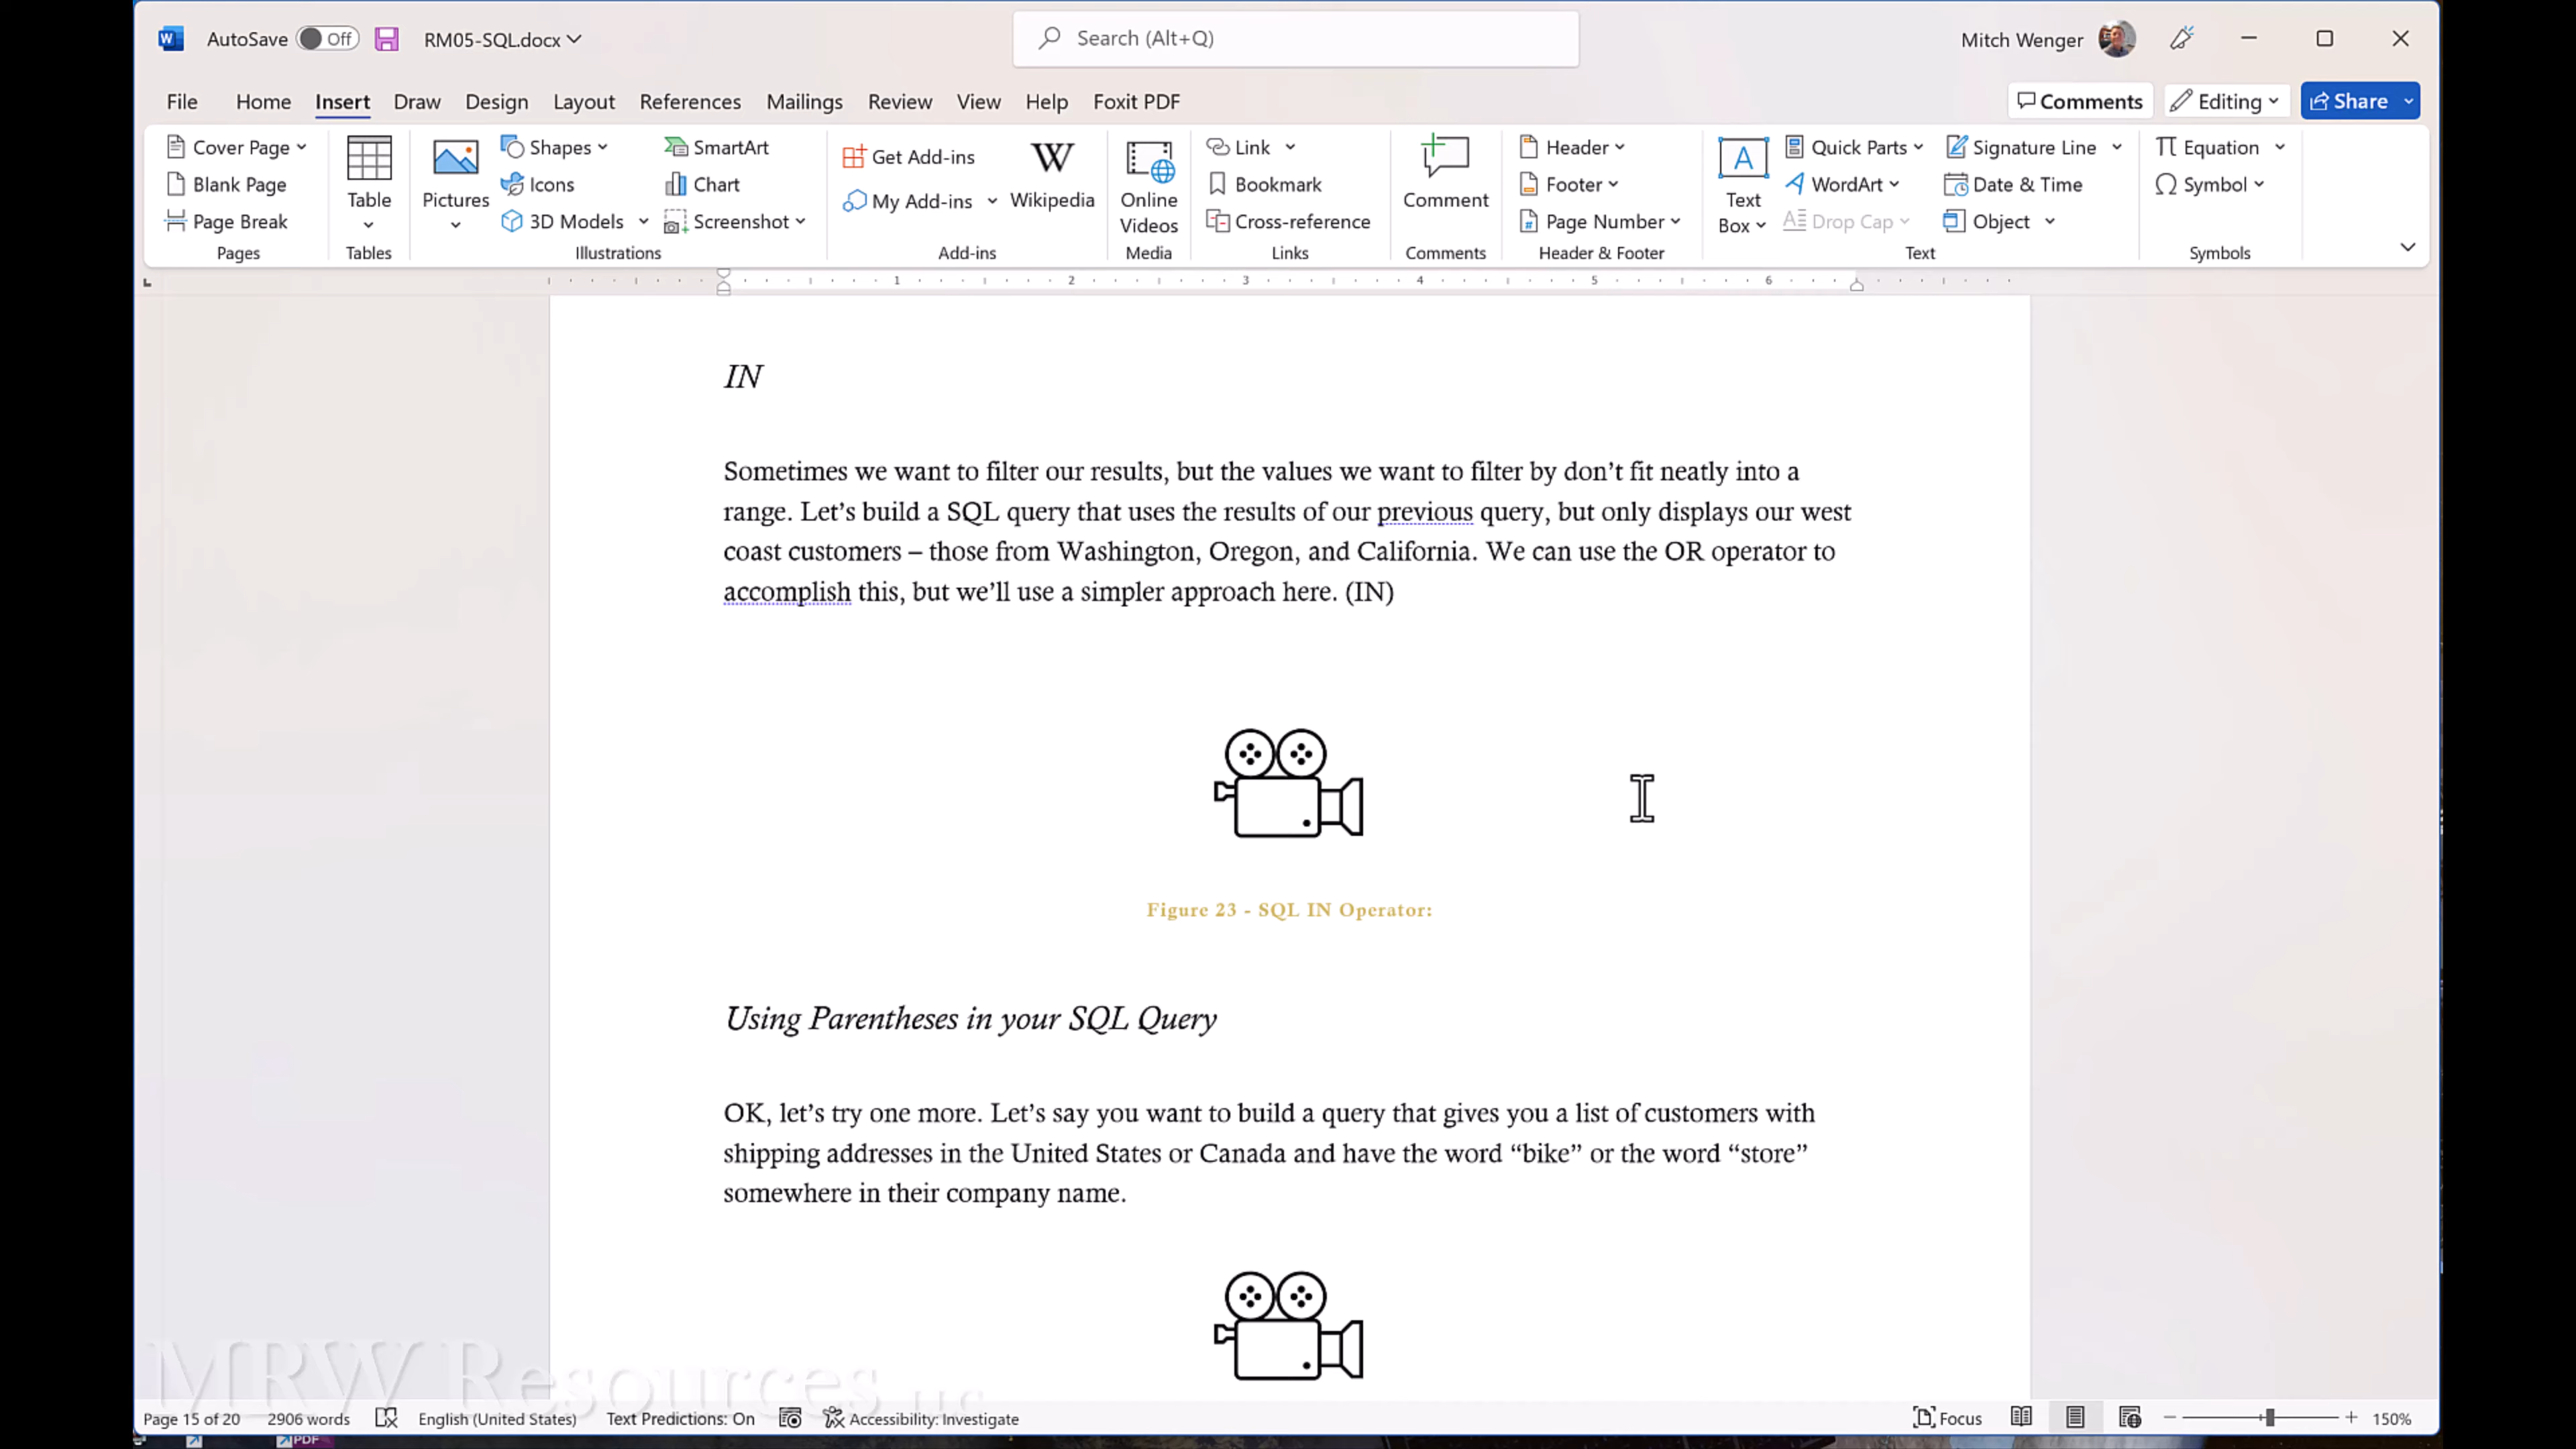 AutoSave Off RM05-SQL.docx Search (Alt+Q) Mitch Wenger
File Home Insert Draw Design Layout References Mailings Review View Help Foxit PDF Comments Editing Share
Cover Page
Blank Page
Page Break
Pages
Table
Tables
Pictures
Shapes
Icons
3D Models
SmartArt
Chart
Screenshot
Illustrations
Get Add-ins
My Add-ins
Wikipedia
Add-ins
Online
Videos
Media
Link
Bookmark
Cross-reference
Links
Comment
Comments
Header
Footer
Page Number
Header & Footer
Text
Box
Quick Parts
WordArt
Drop Cap
Signature Line
Date & Time
Object
Text
Equation
Symbol
Symbols
1 2 3 4 5 6
IN
Sometimes we want to filter our results, but the values we want to filter by don’t fit neatly into a
range. Let’s build a SQL query that uses the results of our previous query, but only displays our west
coast customers – those from Washington, Oregon, and California. We can use the OR operator to
accomplish this, but we’ll use a simpler approach here. (IN)
Figure 23 - SQL IN Operator:
Using Parentheses in your SQL Query
OK, let’s try one more. Let’s say you want to build a query that gives you a list of customers with
shipping addresses in the United States or Canada and have the word “bike” or the word “store”
somewhere in their company name.
MRW Resources LLC
Page 15 of 20 2906 words English (United States) Text Predictions: On Accessibility: Investigate Focus 150%
PDF